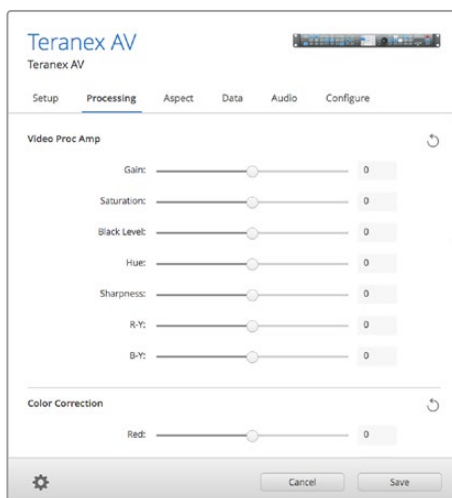 Teranex AV
Teranex AV
Setup Processing Aspect Data Audio Configure
Video Proc Amp
Gain: 0
Saturation: 0
Black Level: 0
Hue: 0
Sharpness: 0
R-Y: 0
B-Y: 0
Color Correction
Red: 0
Cancel Save